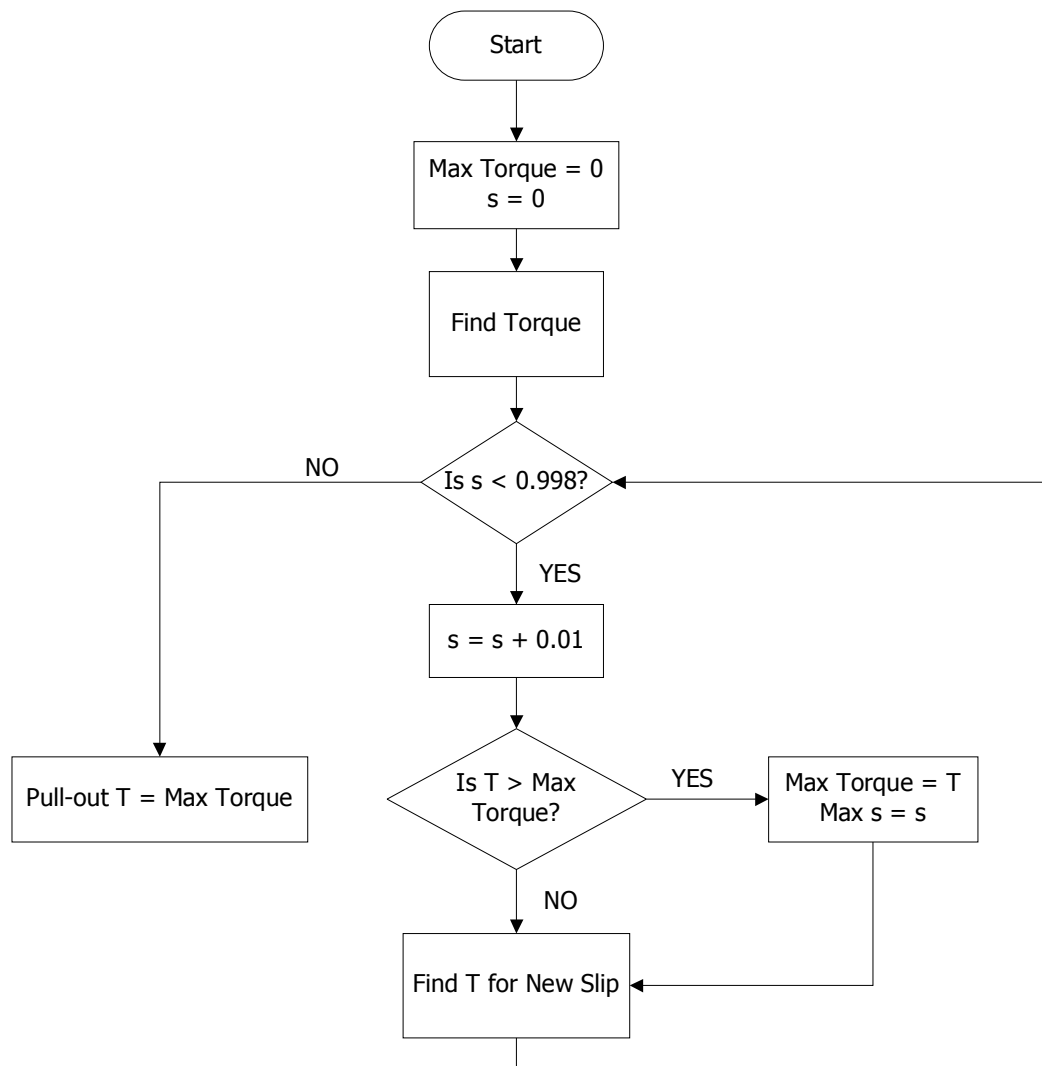 Start
Max Torque = 0
s = 0
Find Torque
NO
Is s < 0.998?
YES
s = s + 0.01
Is T > Max
Torque?
YES
Max Torque = T
Max s = s
Pull-out T = Max Torque
NO
Find T for New Slip